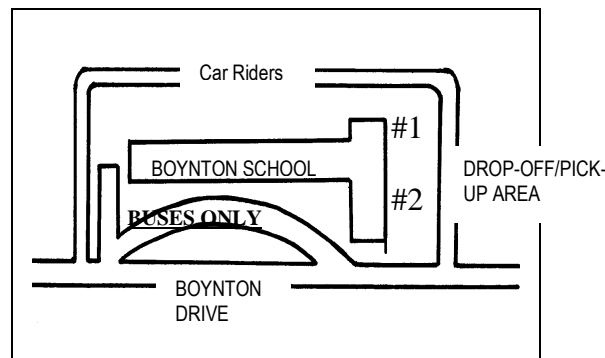 Car Riders
#1
BOYNTON SCHOOL
DROP-OFF/PICK-
UP AREA
#2
BUSES ONLY
BOYNTON
DRIVE